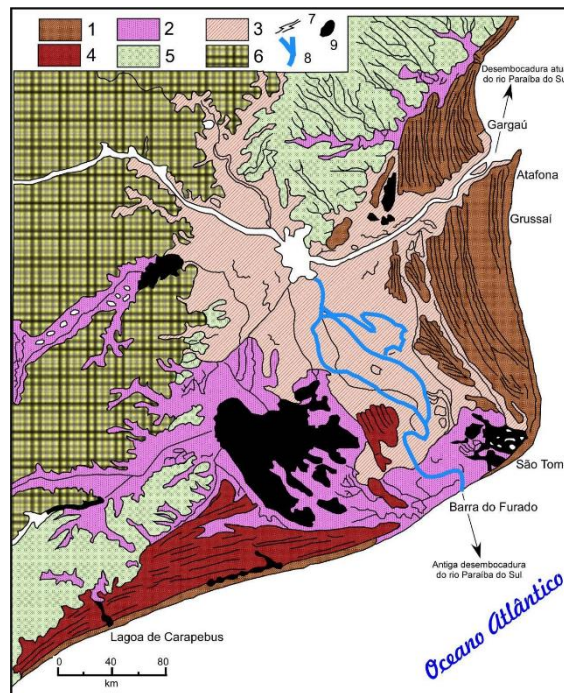 1 2 3 7 9
4 5 6 8
Desembocadura atual
do rio Paraíba do Sul
Gargaú
Atafona
Grussaí
São Tom
Barra do Furado
Antiga desembocadura
do rio Paraíba do Sul
Oceano Atlântico
Lagoa de Carapebus
0 40 80
km